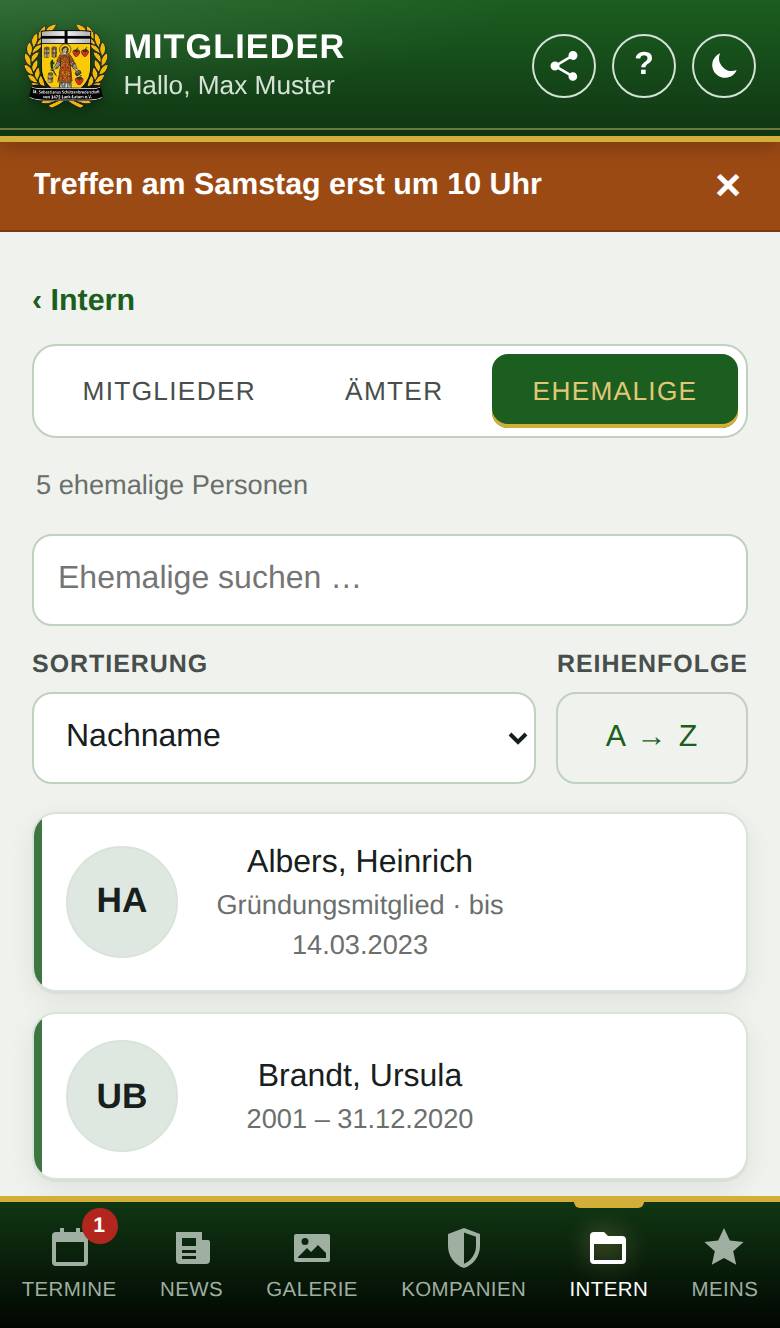 MITGLIEDER
Hallo, Max Muster
?
Treffen am Samstag erst um 10 Uhr
×
‹ Intern
MITGLIEDER ÄMTER EHEMALIGE
5 ehemalige Personen
Ehemalige suchen …
SORTIERUNG REIHENFOLGE
Nachname A → Z
HA
Albers, Heinrich
Gründungsmitglied · bis
14.03.2023
UB
Brandt, Ursula
2001 – 31.12.2020
1
TERMINE NEWS GALERIE KOMPANIEN INTERN MEINS